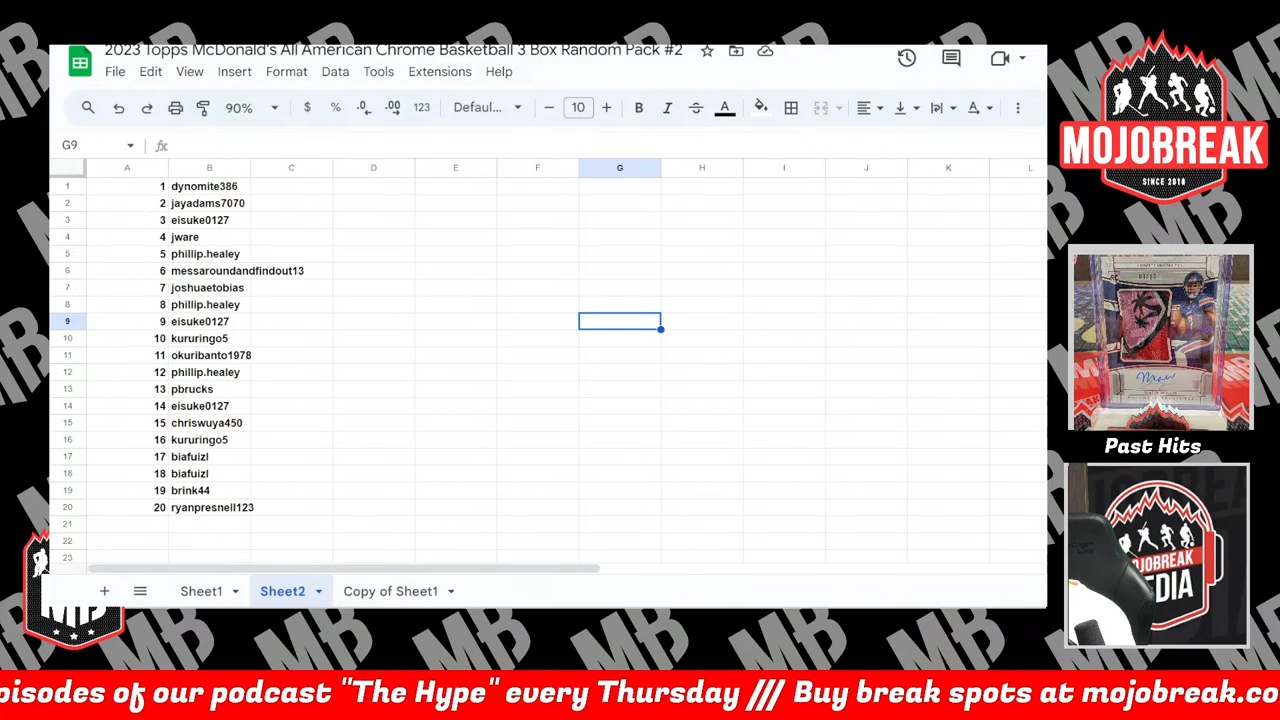 2023 Topps McDonald's All American Chrome Basketball 3 Box Random Pack #2
File Edit View Insert Format Data Tools Extensions Help
90% $ % .0 .00 123 Defaul... 10 B I A
G9 fx
A B C D E F G H I J K L
1 1 dynomite386
2 2 jayadams7070
3 3 eisuke0127
4 4 jware
5 5 phillip.healey
6 6 messaroundandfindout13
7 7 joshuaetobias
8 8 phillip.healey
9 9 eisuke0127
10 10 kururingo5
11 11 okuribanto1978
12 12 phillip.healey
13 13 pbrucks
14 14 eisuke0127
15 15 chriswuya450
16 16 kururingo5
17 17 biafuizl
18 18 biafuizl
19 19 brink44
20 20 ryanpresnell123
21
22
23
Sheet1 Sheet2 Copy of Sheet1
MOJOBREAK
SINCE 2010
Past Hits
MOJOBREAK
MEDIA
pisodes of our podcast "The Hype" every Thursday /// Buy break spots at mojobreak.co